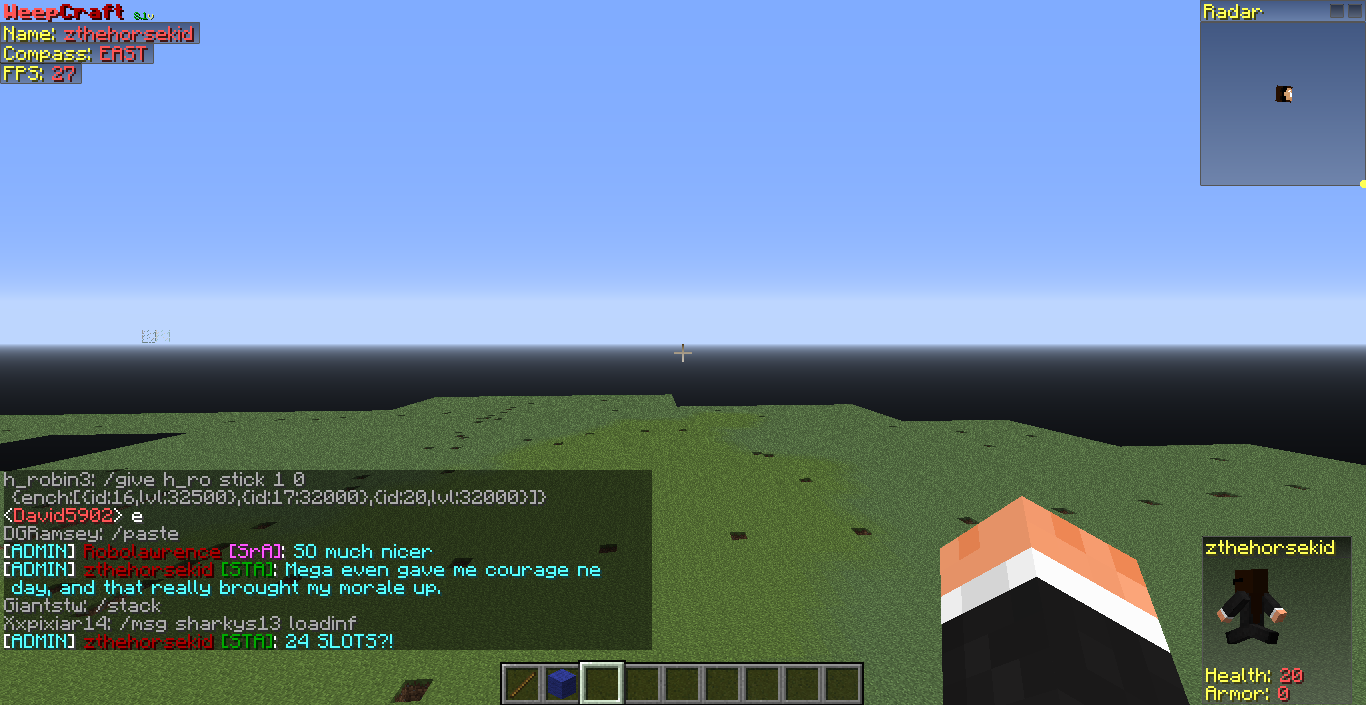 WeepCraft 8.1v
Name: zthehorsekid
Compass: EAST
FPS: 27
Radar
h_robin3: /give h_ro stick 1 0
{ench:[{id:16,lvl:32500},{id:17:32000},{id:20,lvl:32000}]}
<David5902> e
DGRamsey: /paste
[ADMIN] Robolawrence [SrA]: SO much nicer
[ADMIN] zthehorsekid [STA]: Mega even gave me courage ne
day, and that really brought my morale up.
Giantstw: /stack
Xxpixiar14: /msg sharkys13 loadinf
[ADMIN] zthehorsekid [STA]: 24 SLOTS?!
zthehorsekid
Health: 20
Armor: 0